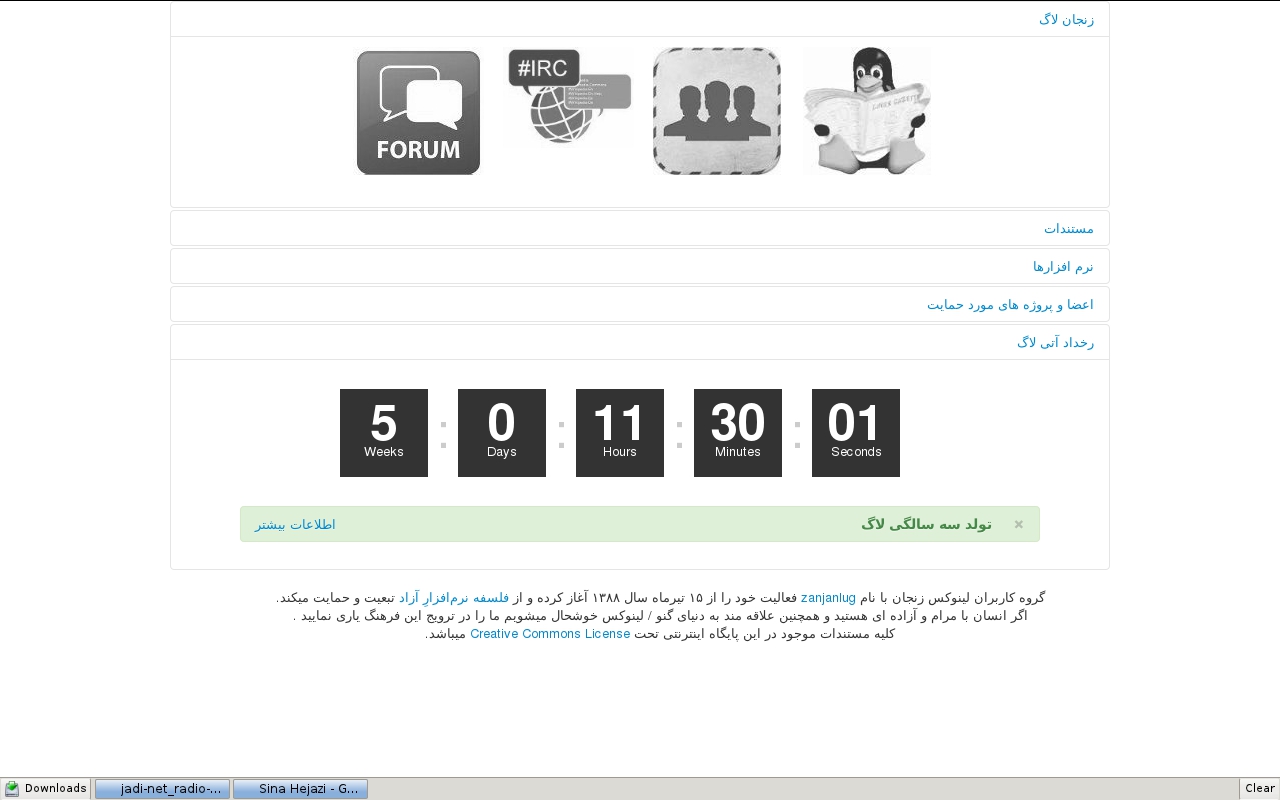 زنجان لاگ
FORUM
#IRC
مستندات
نرم افزارها
اعضا و پروژه های مورد حمایت
رخداد آتی لاگ
5 : 0 : 11 : 30 : 01
Weeks Days Hours Minutes Seconds
× تولد سه سالگی لاگ اطلاعات بیشتر
گروه کاربران لینوکس زنجان با نام zanjanlug فعالیت خود را از ۱۵ تیرماه سال ۱۳۸۸ آغاز کرده و از فلسفه نرم‌افزارِ آزاد تبعیت و حمایت میکند.
اگر انسان با مرام و آزاده ای هستید و همچنین علاقه مند به دنیای گنو / لینوکس خوشحال میشویم ما را در ترویج این فرهنگ یاری نمایید .
کلیه مستندات موجود در این پایگاه اینترنتی تحت Creative Commons License میباشد.
Downloads jadi-net_radio-... Sina Hejazi - G... Clear